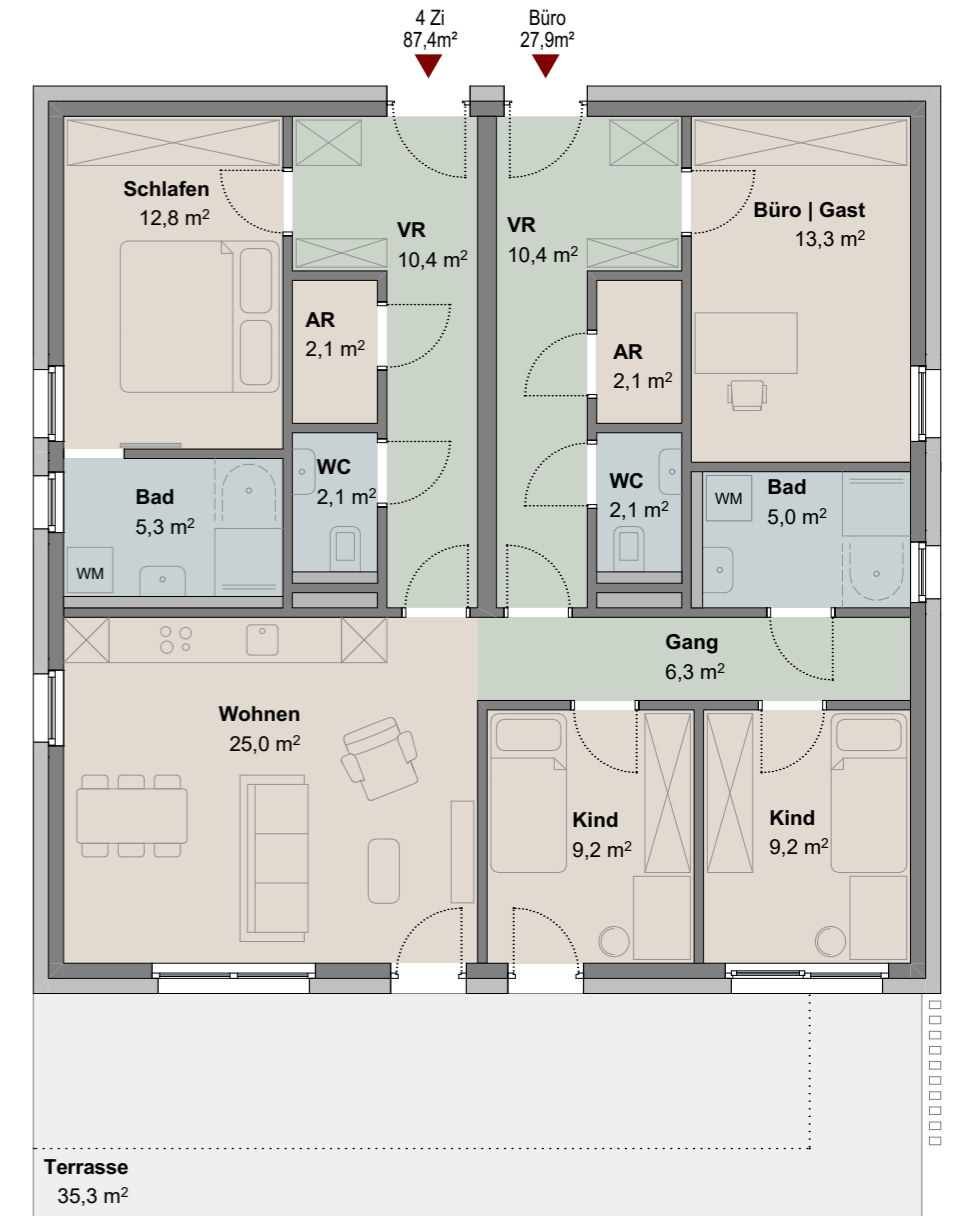 4 Zi
87,4m²
Büro
27,9m²
Schlafen
12,8 m²
VR
10,4 m²
VR
10,4 m²
Büro | Gast
13,3 m²
AR
2,1 m²
AR
2,1 m²
WC
2,1 m²
WC
2,1 m²
Bad
5,3 m²
WM
WM
Bad
5,0 m²
Gang
6,3 m²
Wohnen
25,0 m²
Kind
9,2 m²
Kind
9,2 m²
Terrasse
35,3 m²